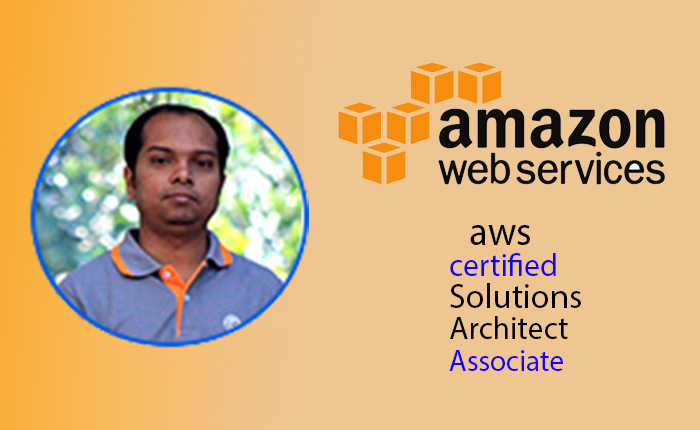 amazon
web services
aws
certified
Solutions
Architect
Associate